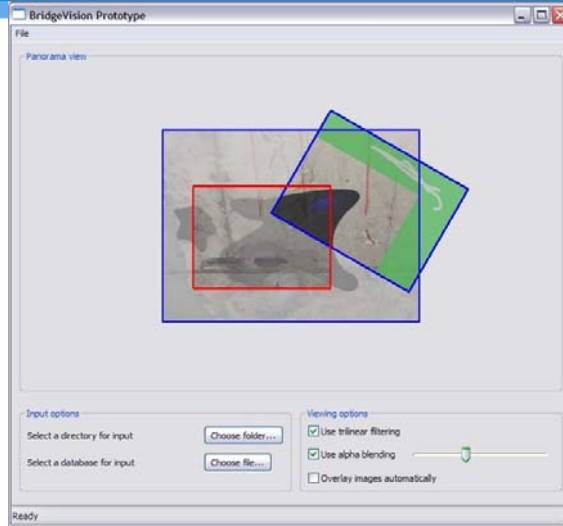 BridgeVision Prototype
File
Panorama view
Input options
Select a directory for input
Choose folder...
Select a database for input
Choose file...
Viewing options
Use trilinear filtering
Use alpha blending
Overlay images automatically
Ready